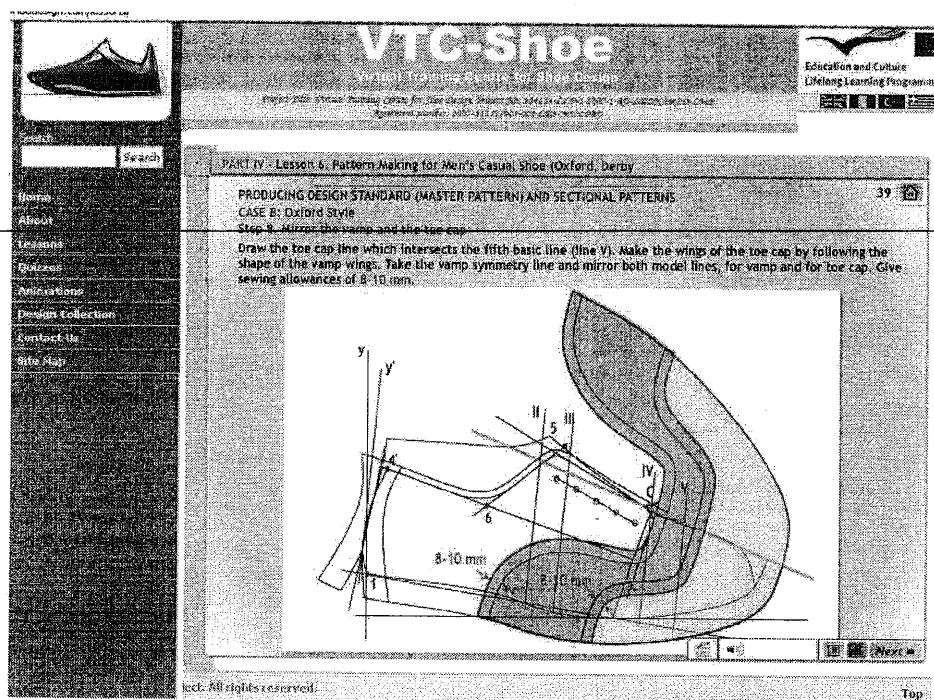 VTC-Shoe
Virtual Training Centre for Shoe Design
Education and Culture
Lifelong Learning Programm
Search
Home
About
Lessons
Quizzes
Animations
Design Collection
Contact Us
Site Map
PART IV - Lesson 6. Pattern Making for Men's Casual Shoe (Oxford, Derby
39
PRODUCING DESIGN STANDARD (MASTER PATTERN) AND SECTIONAL PATTERNS
CASE B: Oxford Style
Step 8. Mirror the vamp and the toe cap
Draw the toe cap line which intersects the fifth basic line (line V). Make the wings of the toe cap by following the
shape of the vamp wings. Take the vamp symmetry line and mirror both model lines, for vamp and for toe cap. Give
sewing allowances of 8-10 mm.
y
y'
II
5
III
4'
IV
C
V
6
8-10 mm
8-10 mm
1
Next
ject. All rights reserved.
Top